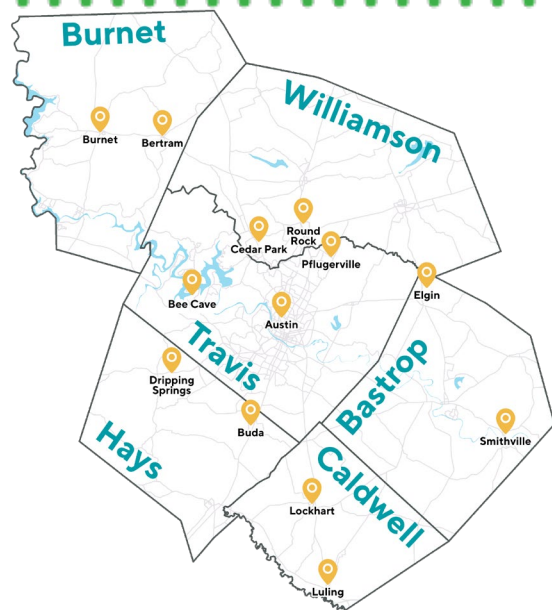 Burnet
Williamson
Burnet
Bertram
Round
Rock
Cedar Park
Pflugerville
Elgin
Bee Cave
Austin
Travis
Dripping
Springs
Bastrop
Buda
Smithville
Hays
Caldwell
Lockhart
Luling